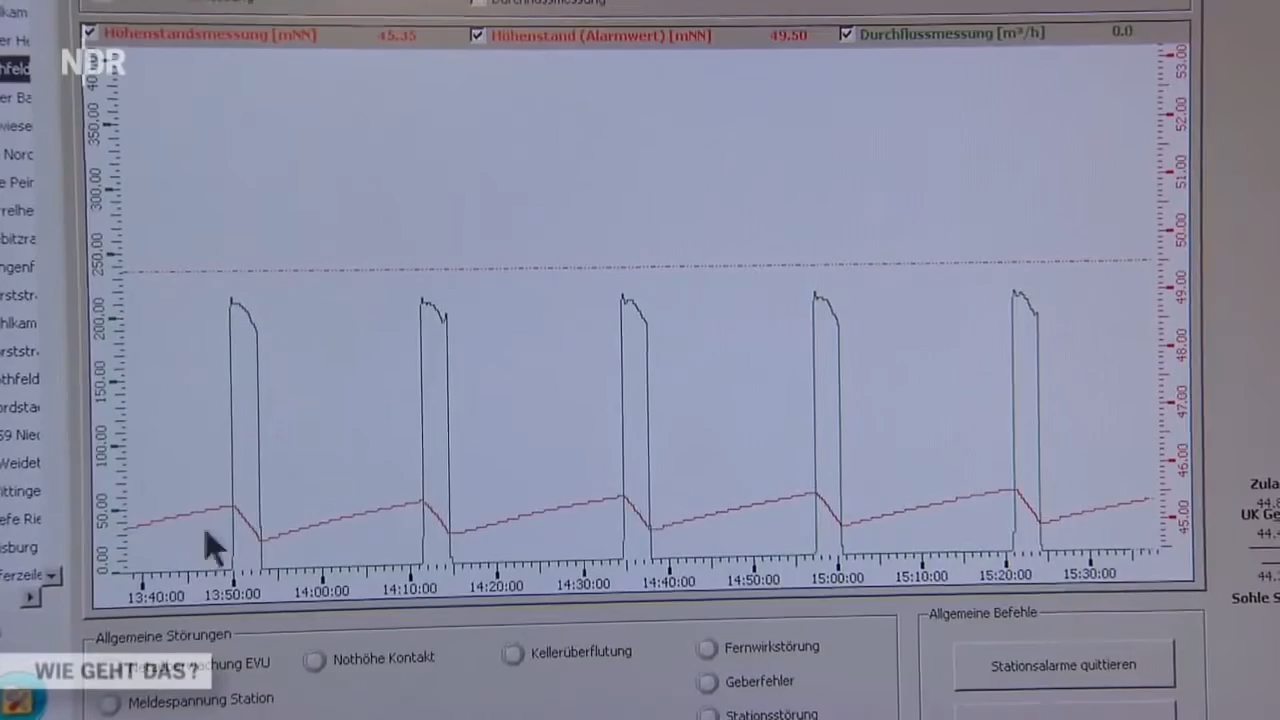 Höhenstandsmessung [mNN] 45.35 Höhenstand (Alarmwert) [mNN] 49.50 Durchflussmessung [m³/h] 0.0
NDR
350.00
300.00
250.00
200.00
150.00
100.00
50.00
0.00
53.00
52.00
51.00
50.00
49.00
48.00
47.00
46.00
45.00
13:40:00 13:50:00 14:00:00 14:10:00 14:20:00 14:30:00 14:40:00 14:50:00 15:00:00 15:10:00 15:20:00 15:30:00
Allgemeine Störungen
Nothöhe Kontakt
Kellerüberflutung
Fernwirkstörung
Geberfehler
Stationsstörung
Meldespannung Station
Allgemeine Befehle
Stationsalarme quittieren
WIE GEHT DAS?
Zula
UK Ge
Sohle S